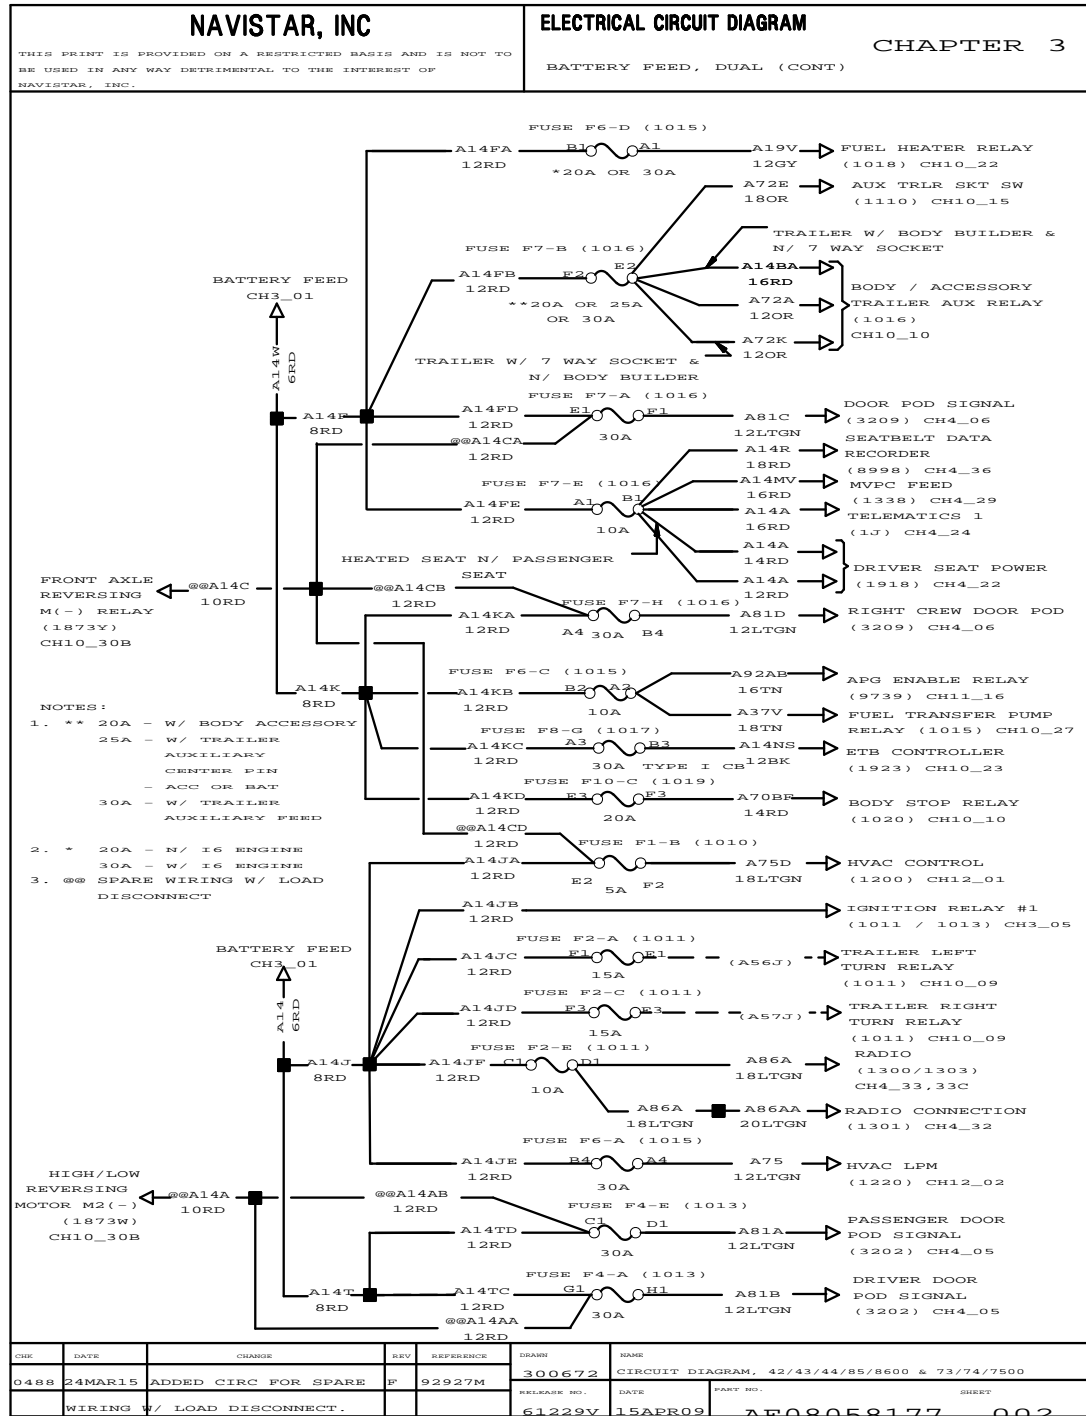 NAVISTAR, INC
THIS PRINT IS PROVIDED ON A RESTRICTED BASIS AND IS NOT TO
BE USED IN ANY WAY DETRIMENTAL TO THE INTEREST OF
NAVISTAR, INC.
ELECTRICAL CIRCUIT DIAGRAM
CHAPTER 3
BATTERY FEED, DUAL (CONT)
FUSE F6-D (1015)
A14FA
12RD
B1
A1
*20A OR 30A
A19V
12GY
FUEL HEATER RELAY
(1018) CH10_22
A72E
18OR
AUX TRLR SKT SW
(1110) CH10_15
TRAILER W/ BODY BUILDER &
N/ 7 WAY SOCKET
FUSE F7-B (1016)
A14FB
12RD
F2
E2
**20A OR 25A
OR 30A
A14BA
16RD
A72A
12OR
A72K
12OR
BODY / ACCESSORY
TRAILER AUX RELAY
(1016)
CH10_10
BATTERY FEED
CH3_01
A14W
6RD
TRAILER W/ 7 WAY SOCKET &
N/ BODY BUILDER
FUSE F7-A (1016)
A14F
8RD
A14FD
12RD
E1
F1
30A
A81C
12LTGN
DOOR POD SIGNAL
(3209) CH4_06
@@A14CA
12RD
A14R
18RD
SEATBELT DATA
RECORDER
(8998) CH4_36
FUSE F7-E (1016)
A14FE
12RD
A1
B1
10A
A14MV
16RD
MVPC FEED
(1338) CH4_29
A14A
16RD
TELEMATICS 1
(1J) CH4_24
HEATED SEAT N/ PASSENGER
SEAT
A14A
14RD
A14A
12RD
DRIVER SEAT POWER
(1918) CH4_22
FRONT AXLE
REVERSING
M(-) RELAY
(1873Y)
CH10_30B
@@A14C
10RD
@@A14CB
12RD
FUSE F7-H (1016)
A14KA
12RD
A4
30A
B4
A81D
12LTGN
RIGHT CREW DOOR POD
(3209) CH4_06
FUSE F6-C (1015)
A14K
8RD
A14KB
12RD
B2
A2
10A
A92AB
16TN
APG ENABLE RELAY
(9739) CH11_16
A37V
18TN
FUEL TRANSFER PUMP
RELAY (1015) CH10_27
FUSE F8-G (1017)
A14KC
12RD
A3
B3
30A TYPE I CB
A14NS
12BK
ETB CONTROLLER
(1923) CH10_23
FUSE F10-C (1019)
A14KD
12RD
E3
F3
20A
A70BF
14RD
BODY STOP RELAY
(1020) CH10_10
NOTES:
1. ** 20A - W/ BODY ACCESSORY
25A - W/ TRAILER
AUXILIARY
CENTER PIN
- ACC OR BAT
30A - W/ TRAILER
AUXILIARY FEED
2. * 20A - N/ I6 ENGINE
30A - W/ I6 ENGINE
3. @@ SPARE WIRING W/ LOAD
DISCONNECT
@@A14CD
12RD
FUSE F1-B (1010)
A14JA
12RD
E2
5A
F2
A75D
18LTGN
HVAC CONTROL
(1200) CH12_01
A14JB
12RD
IGNITION RELAY #1
(1011 / 1013) CH3_05
BATTERY FEED
CH3_01
A14
6RD
FUSE F2-A (1011)
A14JC
12RD
F1
E1
15A
(A56J)
TRAILER LEFT
TURN RELAY
(1011) CH10_09
FUSE F2-C (1011)
A14JD
12RD
F3
E3
15A
(A57J)
TRAILER RIGHT
TURN RELAY
(1011) CH10_09
FUSE F2-E (1011)
A14J
8RD
A14JF
12RD
C1
D1
10A
A86A
18LTGN
RADIO
(1300/1303)
CH4_33,33C
A86A
18LTGN
A86AA
20LTGN
RADIO CONNECTION
(1301) CH4_32
FUSE F6-A (1015)
A14JE
12RD
B4
A4
30A
A75
12LTGN
HVAC LPM
(1220) CH12_02
HIGH/LOW
REVERSING
MOTOR M2(-)
(1873W)
CH10_30B
@@A14A
10RD
@@A14AB
12RD
FUSE F4-E (1013)
A14TD
12RD
C1
D1
30A
A81A
12LTGN
PASSENGER DOOR
POD SIGNAL
(3202) CH4_05
FUSE F4-A (1013)
A14T
8RD
A14TC
12RD
G1
H1
30A
A81B
12LTGN
DRIVER DOOR
POD SIGNAL
(3202) CH4_05
@@A14AA
12RD
CHK DATE CHANGE REV REFERENCE
0488 24MAR15 ADDED CIRC FOR SPARE F 92927M
WIRING W/ LOAD DISCONNECT.
DRAWN
300672
NAME
CIRCUIT DIAGRAM, 42/43/44/85/8600 & 73/74/7500
RELEASE NO.
61229V
DATE
15APR09
PART NO.
AE08058177
SHEET
002